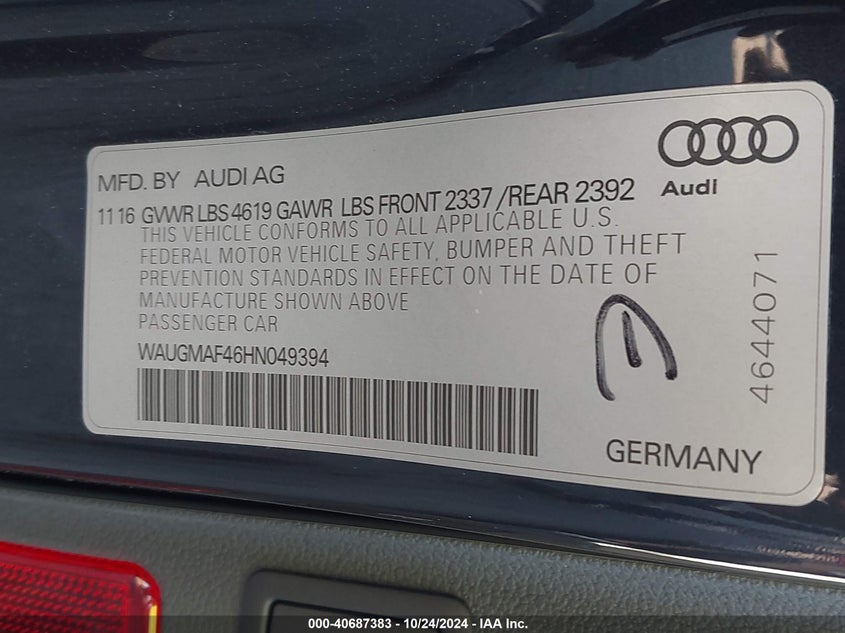 MFD. BY AUDI AG
Audi
11 16 GVWR LBS 4619 GAWR LBS FRONT 2337 /REAR 2392
THIS VEHICLE CONFORMS TO ALL APPLICABLE U.S.
FEDERAL MOTOR VEHICLE SAFETY, BUMPER AND THEFT
PREVENTION STANDARDS IN EFFECT ON THE DATE OF
MANUFACTURE SHOWN ABOVE
PASSENGER CAR
WAUGMAF46HN049394
4644071
GERMANY
000-40687383 - 10/24/2024 - IAA Inc.